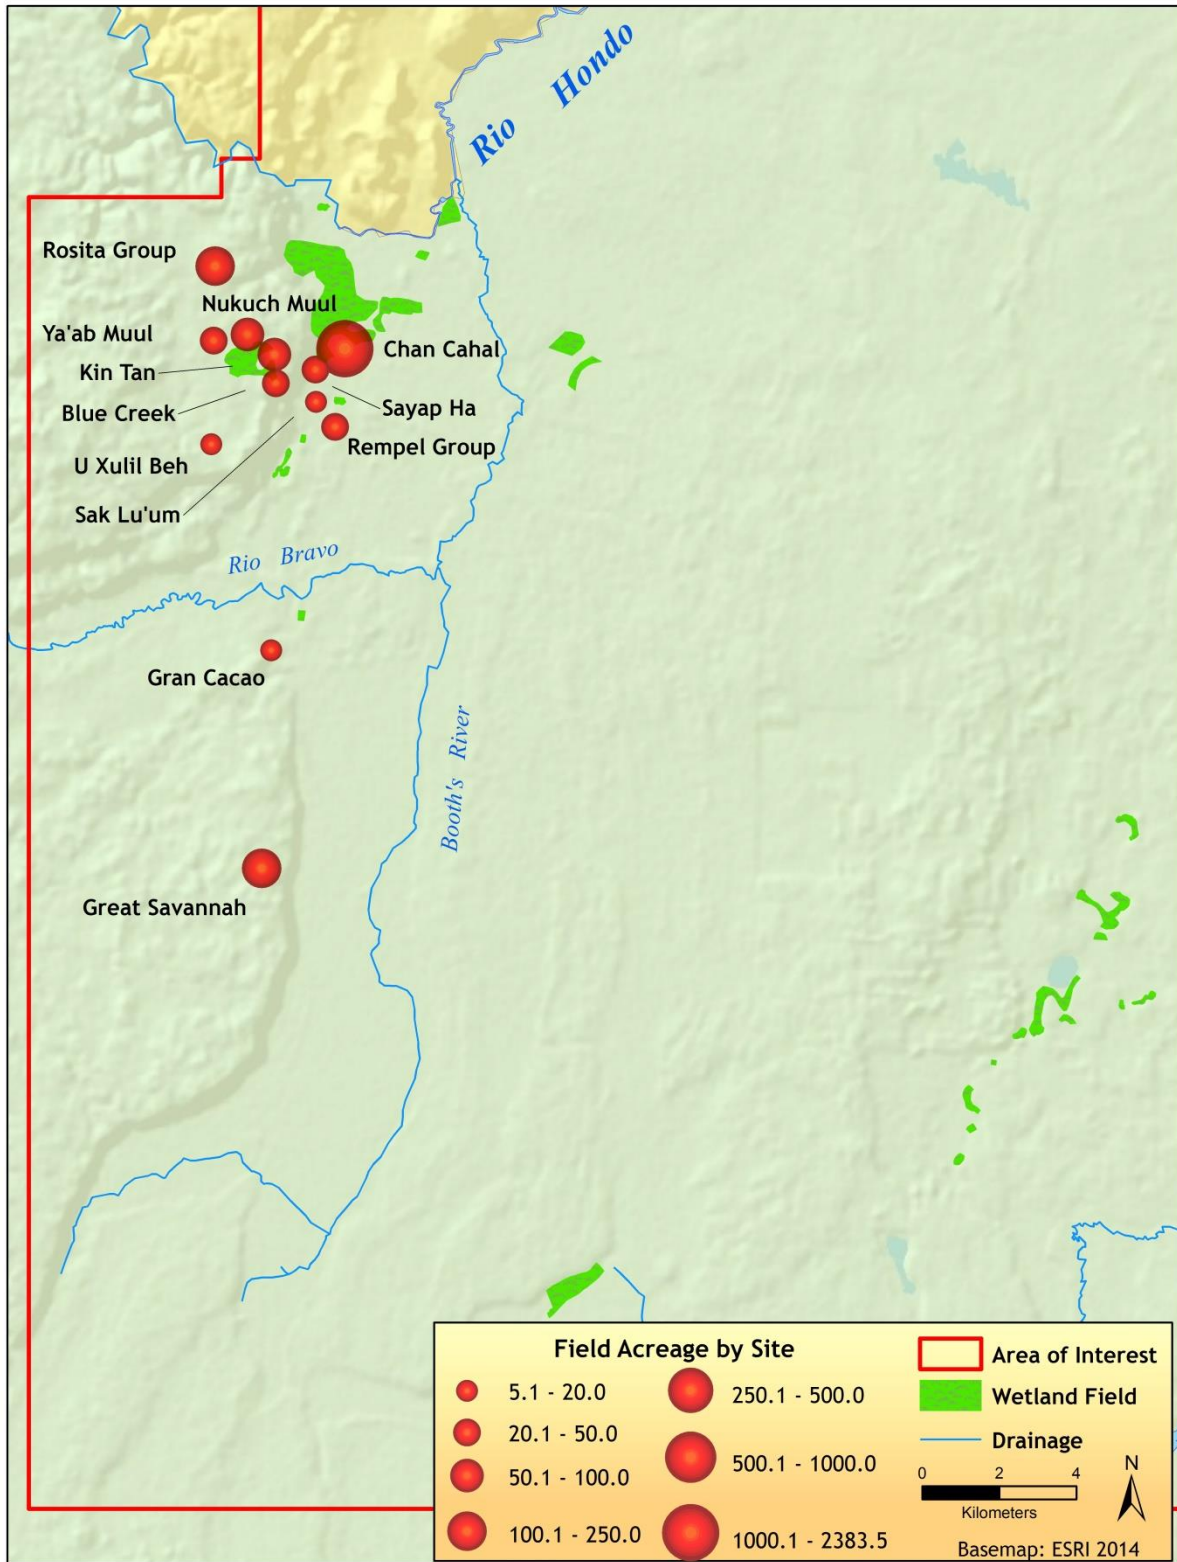 Rio Hondo
Rosita Group
Nukuch Muul
Ya'ab Muul
Chan Cahal
Kin Tan
Blue Creek
Sayap Ha
Rempel Group
U Xulil Beh
Sak Lu'um
Rio Bravo
Gran Cacao
Booth's River
Great Savannah
Field Acreage by Site
5.1 - 20.0
20.1 - 50.0
50.1 - 100.0
100.1 - 250.0
250.1 - 500.0
500.1 - 1000.0
1000.1 - 2383.5
Area of Interest
Wetland Field
Drainage
N
0 2 4
Kilometers
Basemap: ESRI 2014